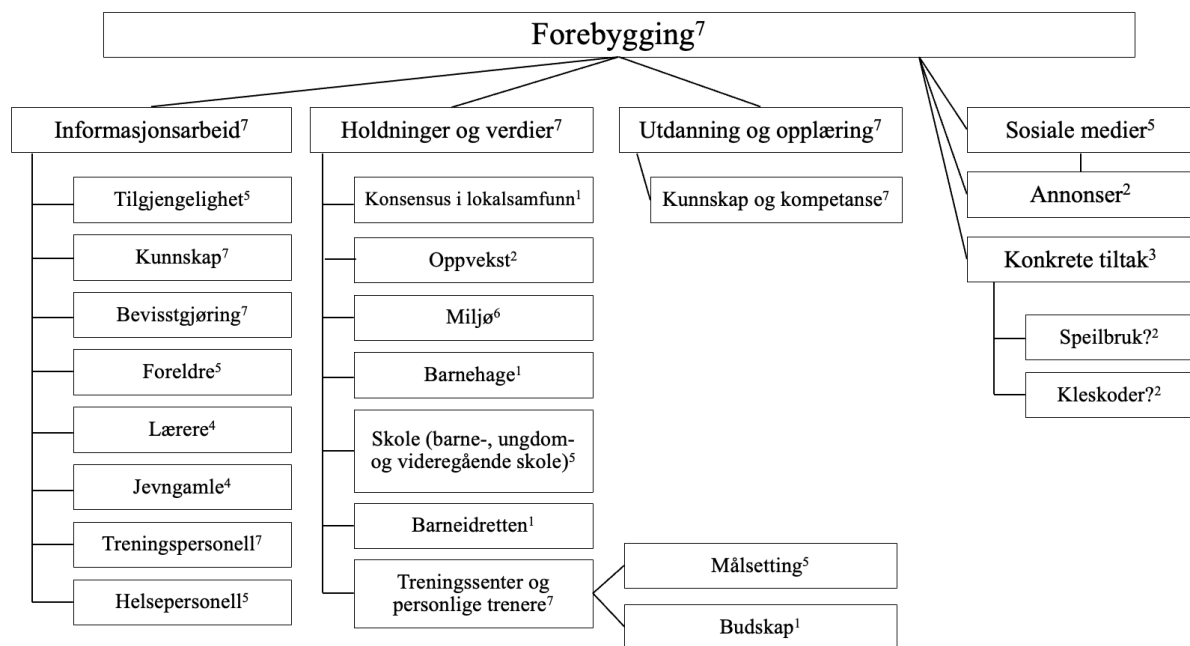 Forebygging⁷
Informasjonsarbeid⁷
Tilgjengelighet⁵
Kunnskap⁷
Bevisstgjøring⁷
Foreldre⁵
Lærere⁴
Jevngamle⁴
Treningspersonell⁷
Helsepersonell⁵
Holdninger og verdier⁷
Konsensus i lokalsamfunn¹
Oppvekst²
Miljø⁶
Barnehage¹
Skole (barne-, ungdom-
og videregående skole)⁵
Barneidretten¹
Treningssenter og
personlige trenere⁷
Målsetting⁵
Budskap¹
Utdanning og opplæring⁷
Kunnskap og kompetanse⁷
Sosiale medier⁵
Annonser²
Konkrete tiltak³
Speilbruk?²
Kleskoder?²